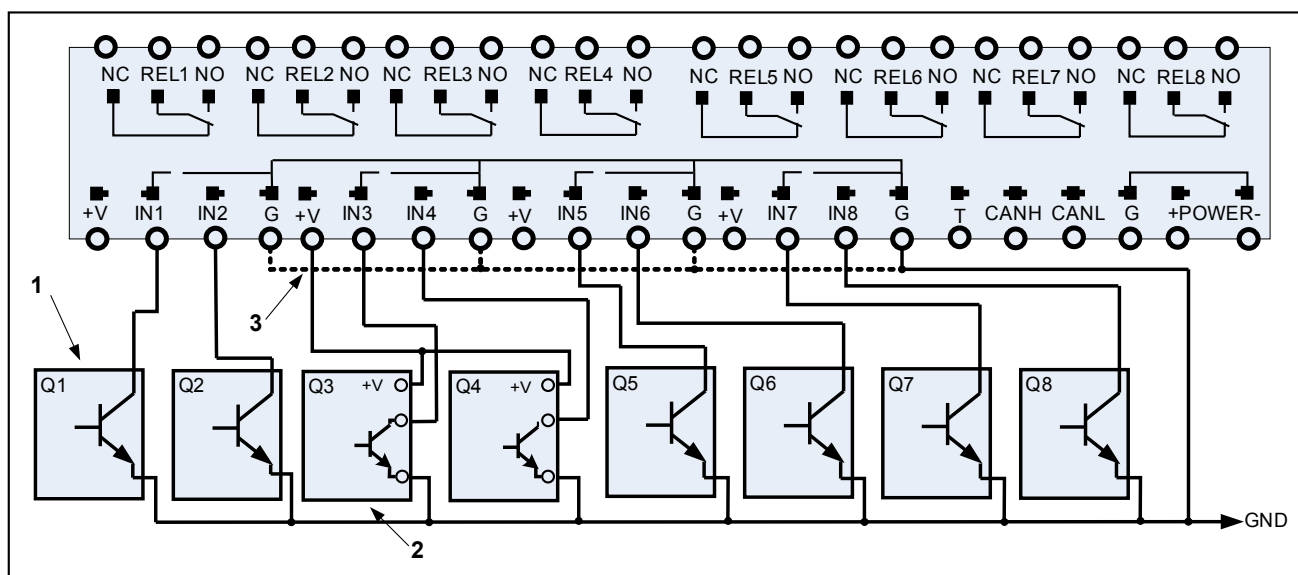 NC REL1 NO NC REL2 NO NC REL3 NO NC REL4 NO NC REL5 NO NC REL6 NO NC REL7 NO NC REL8 NO
+V IN1 IN2 G +V IN3 IN4 G +V IN5 IN6 G +V IN7 IN8 G T CANH CANL G +POWER-
1
3
Q1 Q2 Q3 +V Q4 +V Q5 Q6 Q7 Q8
GND
2